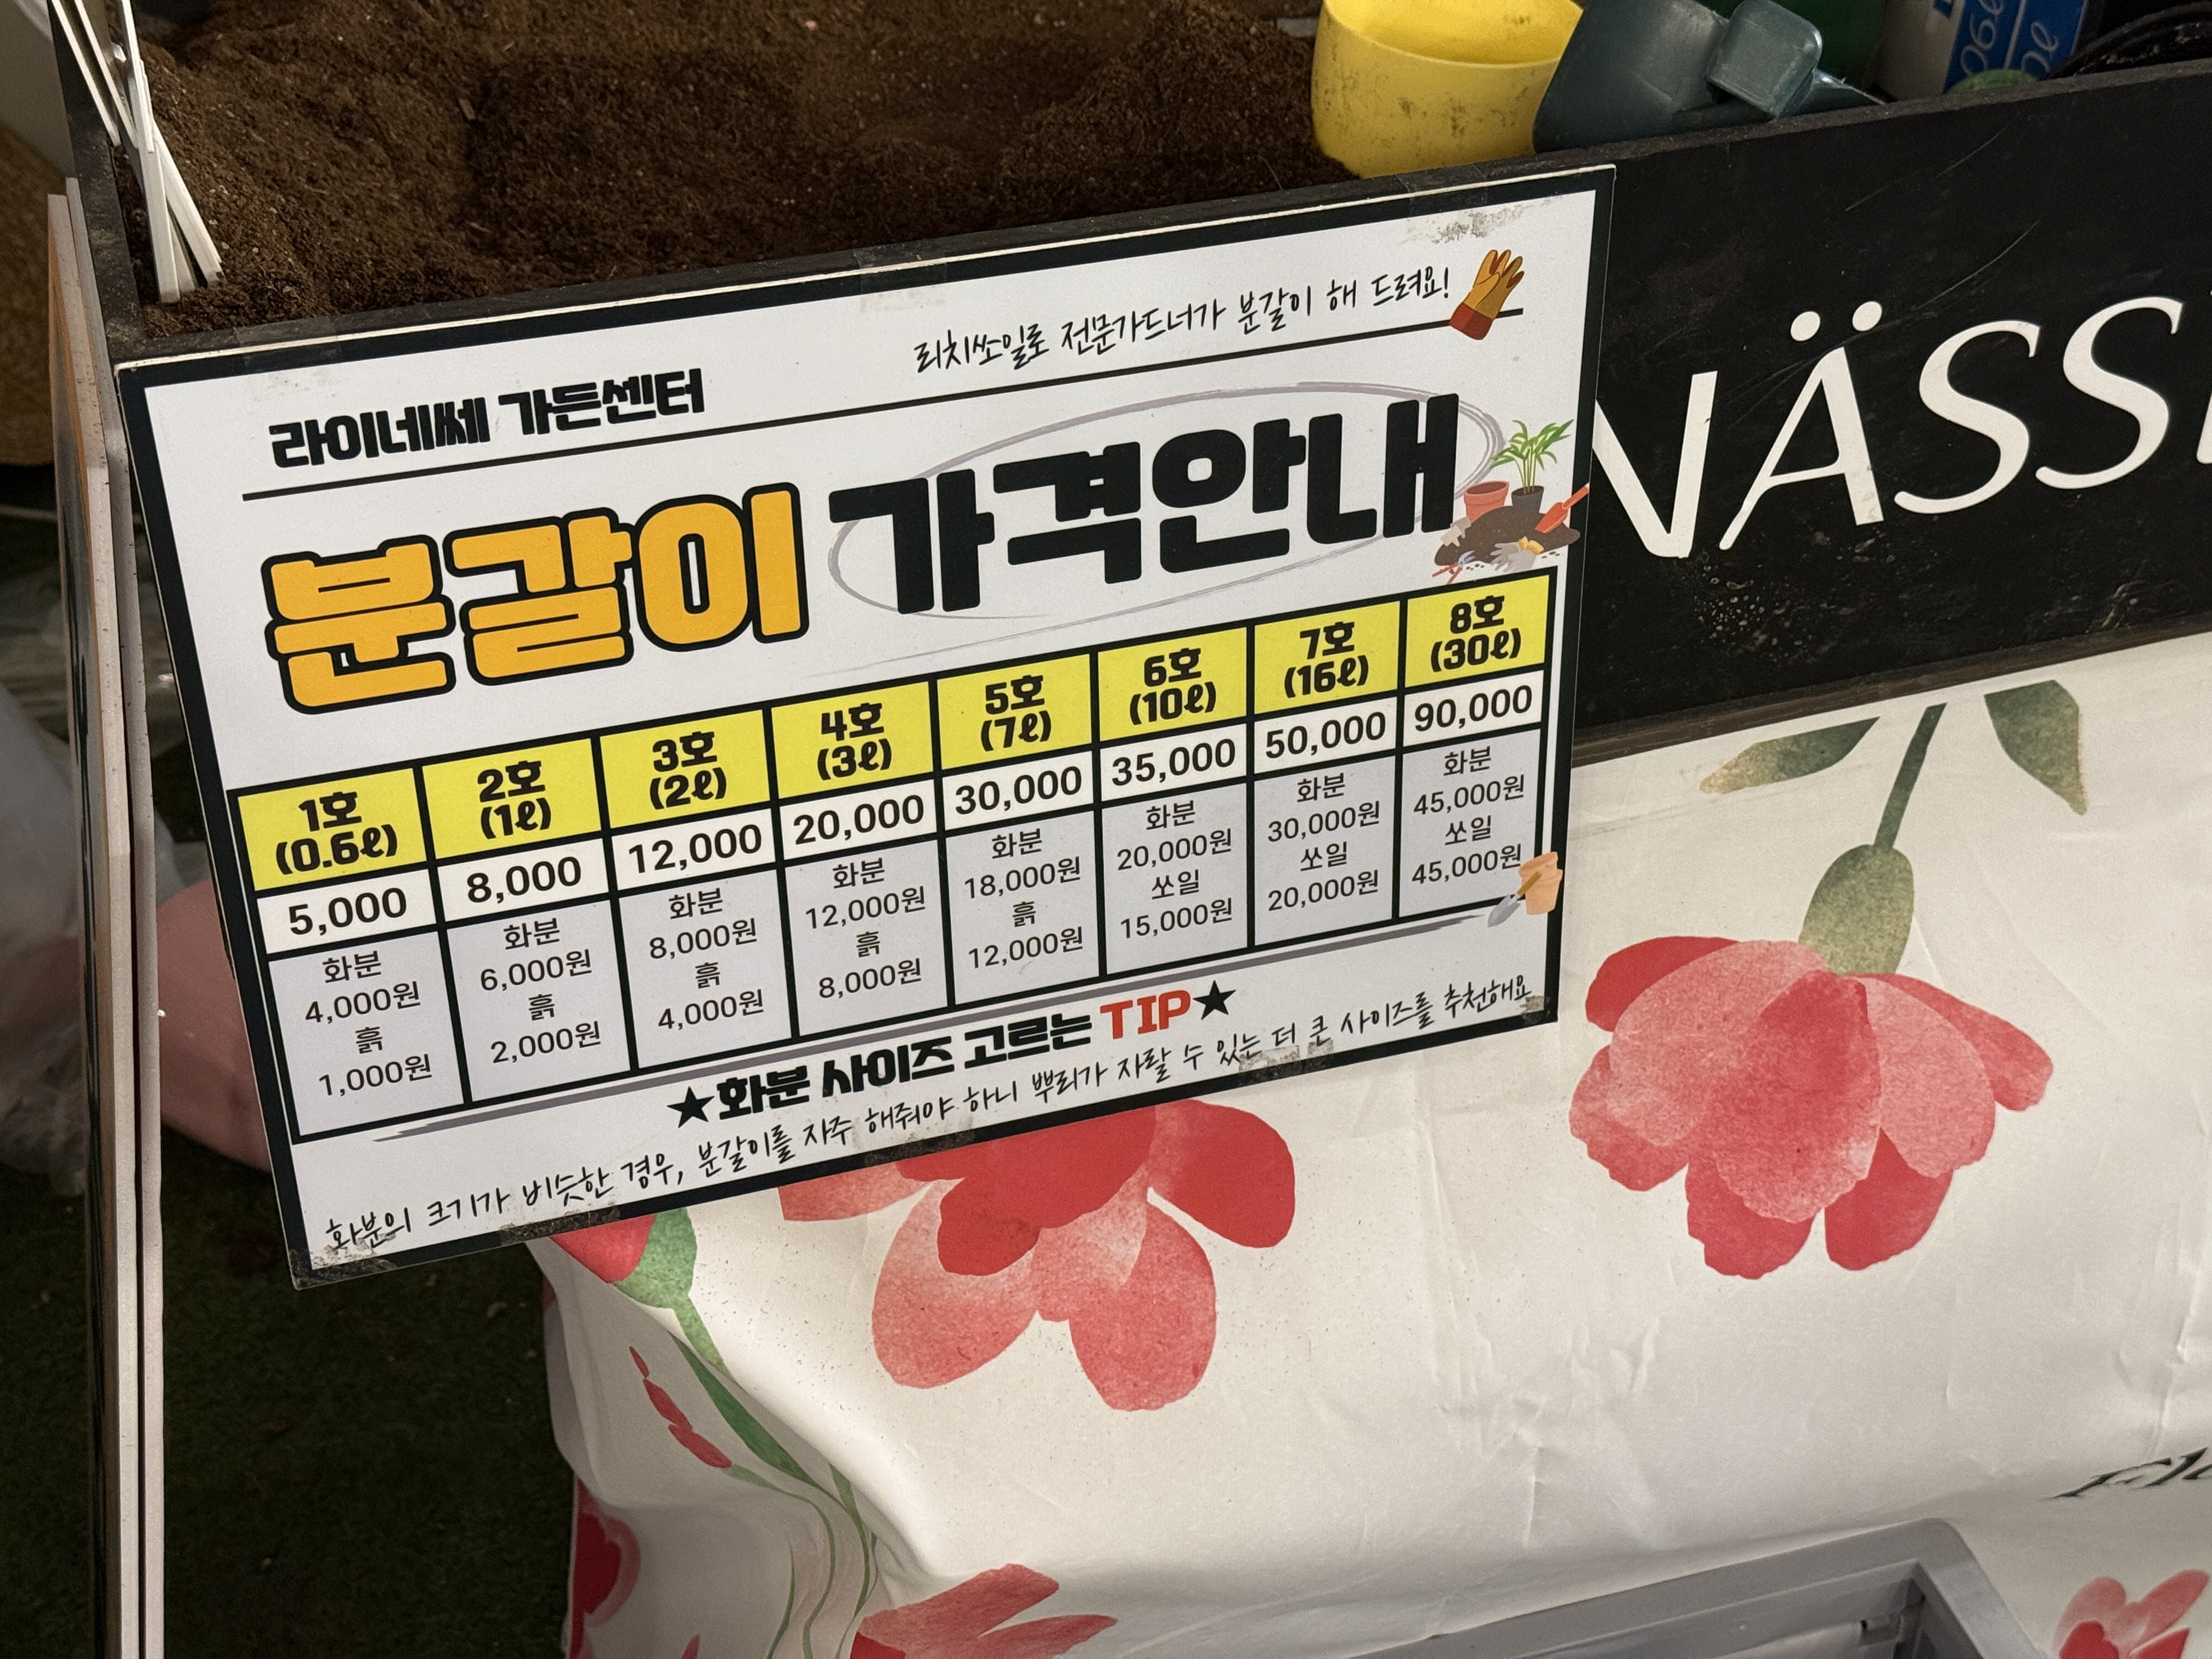 리치쏘일로 전문가드너가 분갈이 해 드려요!
라이네쎄 가든센터
분갈이 가격안내
1호 (0.6ℓ)
5,000
화분
4,000원
흙
1,000원
2호 (1ℓ)
8,000
화분
6,000원
흙
2,000원
3호 (2ℓ)
12,000
화분
8,000원
흙
4,000원
4호 (3ℓ)
20,000
화분
12,000원
흙
8,000원
5호 (7ℓ)
30,000
화분
18,000원
흙
12,000원
6호 (10ℓ)
35,000
화분
20,000원
쏘일
15,000원
7호 (16ℓ)
50,000
화분
30,000원
쏘일
20,000원
8호 (30ℓ)
90,000
화분
45,000원
쏘일
45,000원
★화분 사이즈 고르는 TIP★
화분의 크기가 비슷한 경우, 분갈이를 자주 해줘야 하니 뿌리가 자랄 수 있는 더 큰 사이즈를 추천해요
NÄSS